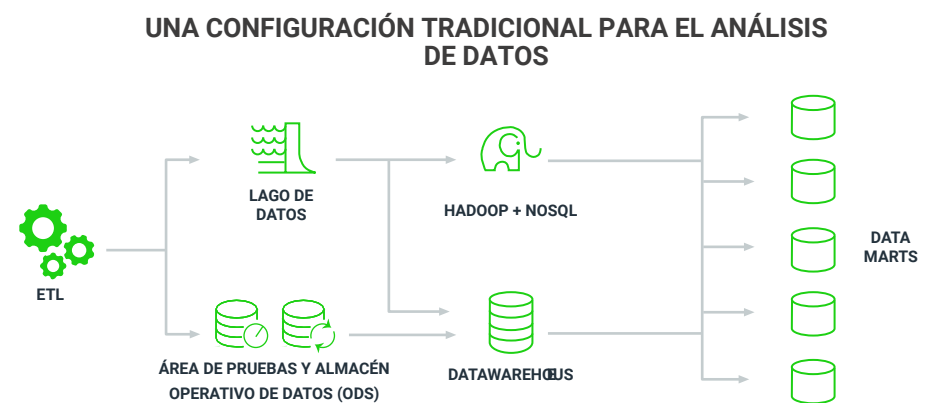 UNA CONFIGURACIÓN TRADICIONAL PARA EL ANÁLISIS
DE DATOS
LAGO DE
DATOS
HADOOP + NOSQL
DATA
MARTS
ETL
ÁREA DE PRUEBAS Y ALMACÉN
OPERATIVO DE DATOS (ODS)